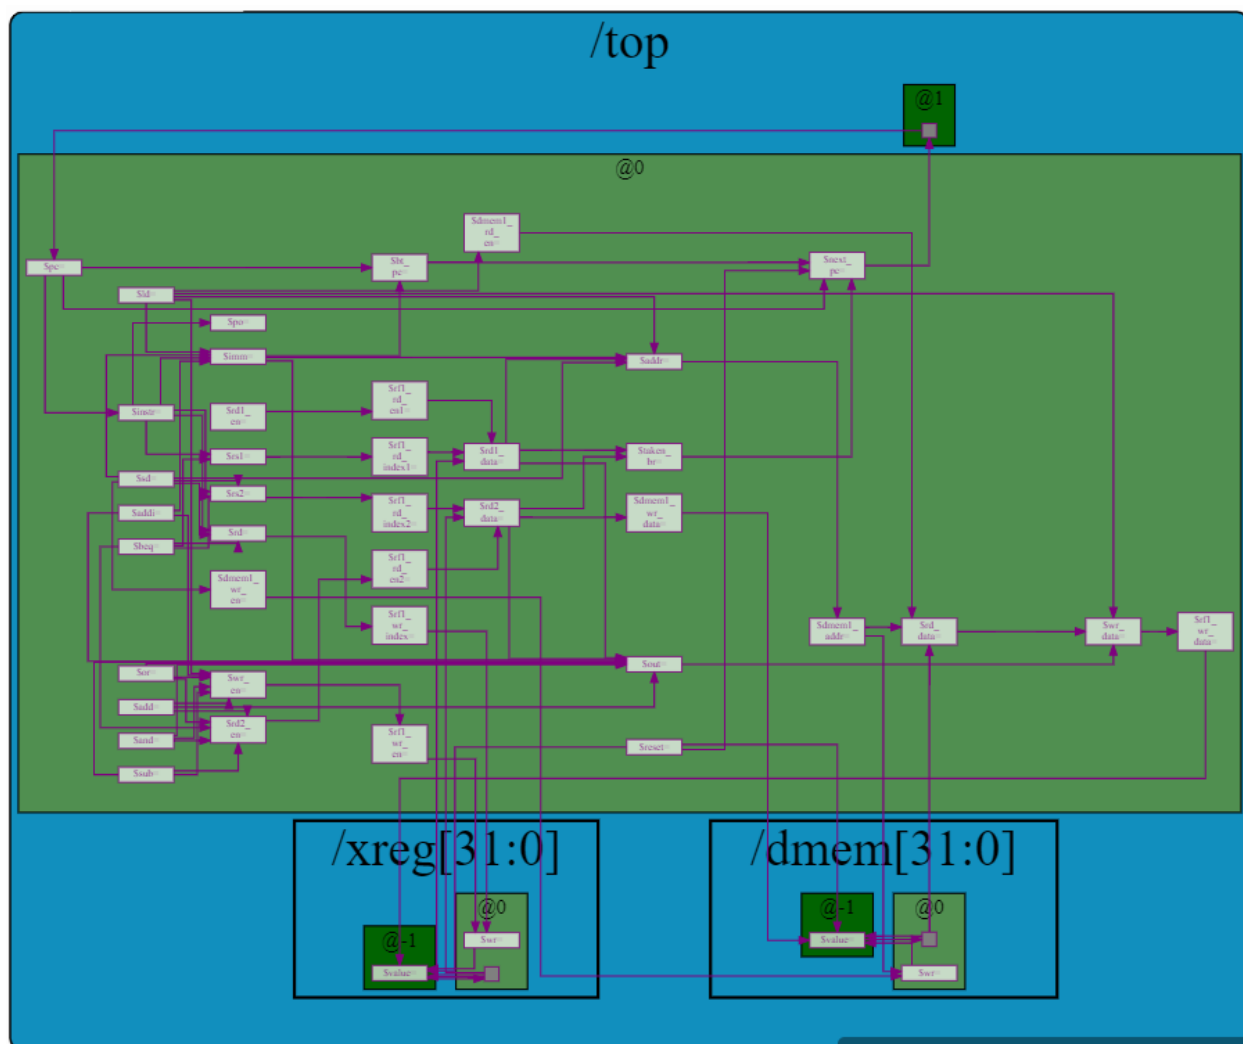 /top
@1
@0
$dmem1_
rd_
en
$pc
$br_
pc
$next_
pc
$ld
$imm
$addr
$rf1_
rd_
en1
$instr
$rd1_
en
$rs1
$rf1_
rd_
index1
$rd1_
data
$taken_
br
$sd
$rs2
$rf1_
rd_
index2
$rd2_
data
$dmem1_
wr_
data
$addi
$rd
$beq
$rf1_
rd_
en2
$dmem1_
wr_
en
$rf1_
wr_
index
$dmem1_
addr
$rd_
data
$wr_
data
$rf1_
wr_
data
$out
$or
$wr_
en
$add
$rd2_
en
$and
$rf1_
wr_
en
$reset
$sub
/xreg[31:0]
@-1
@0
$wr
$value
/dmem[31:0]
@-1
@0
$value
$wr